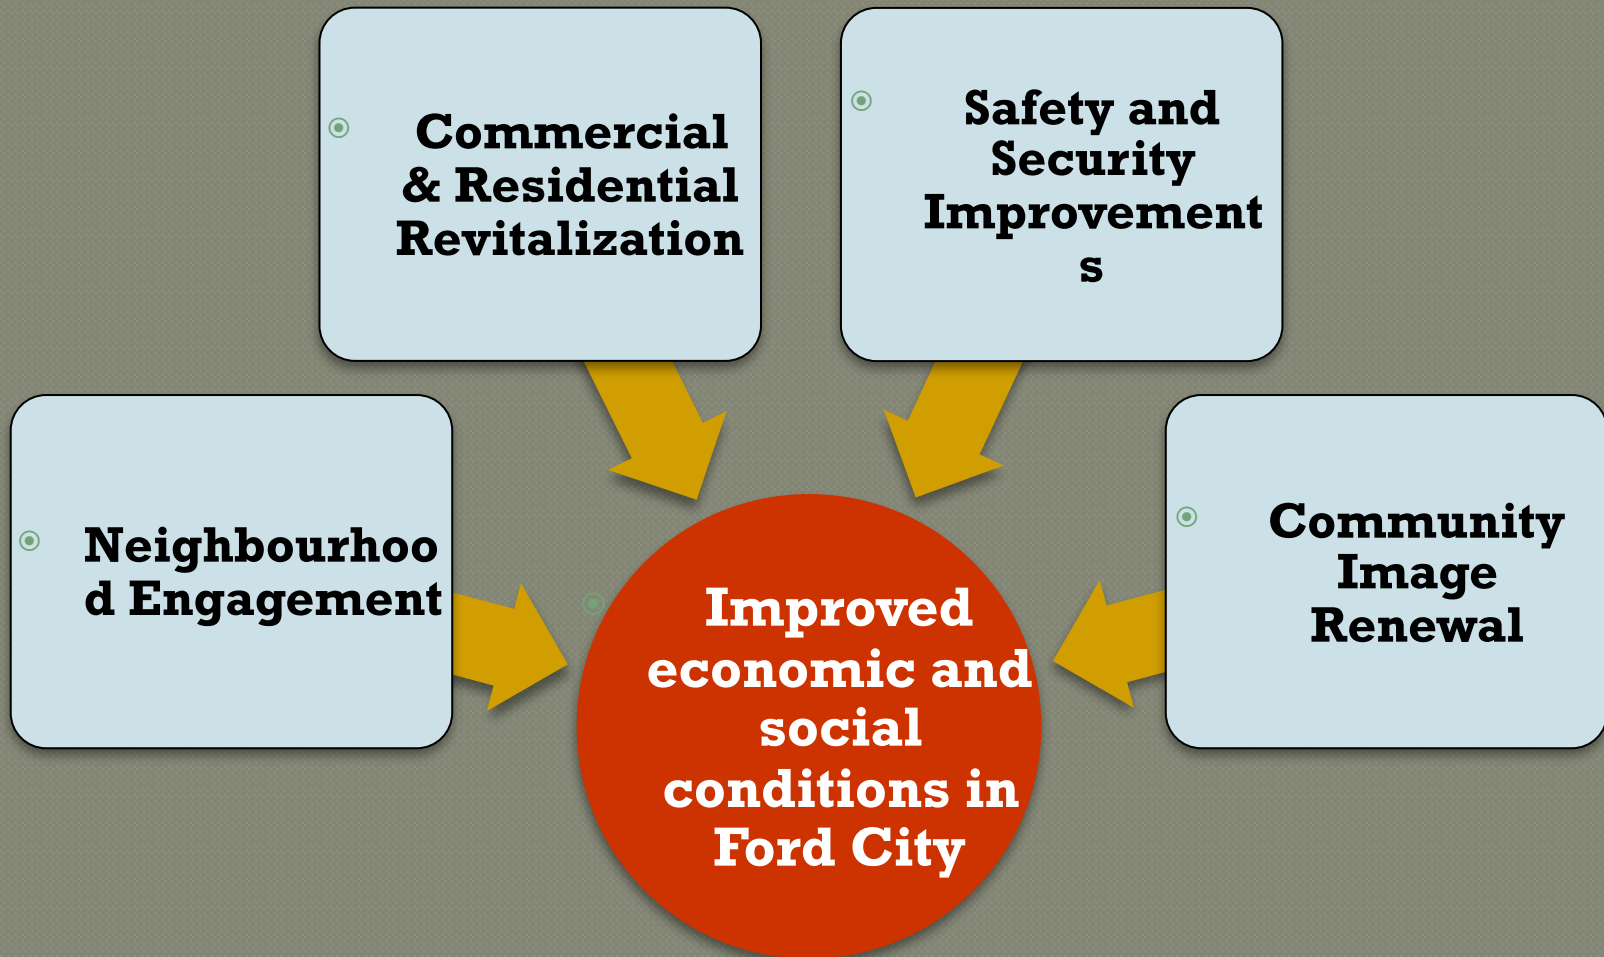 Commercial
& Residential
Revitalization
Safety and
Security
Improvement
s
Neighbourhoo
d Engagement
Community
Image
Renewal
Improved
economic and
social
conditions in
Ford City